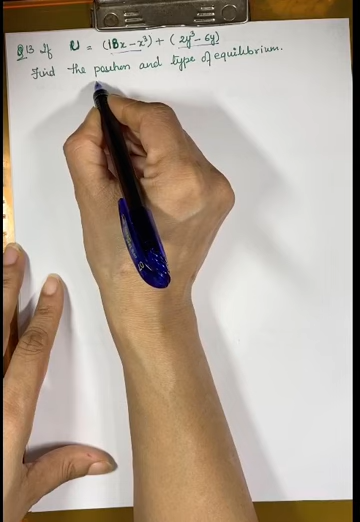 Q13 If U = (18x - x³) + (2y³ - 6y)
Find the position and type of equilibrium.